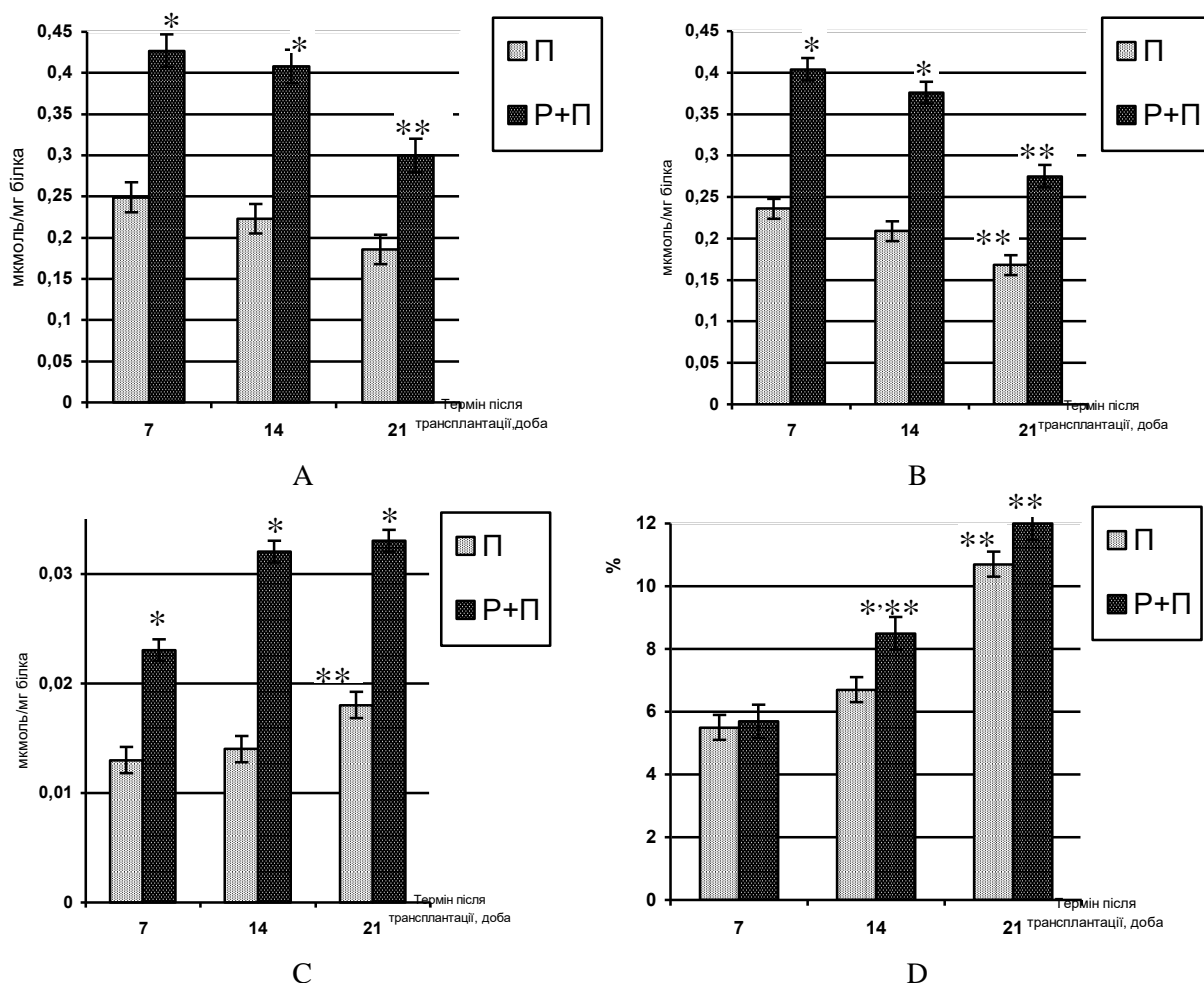 мкмоль/мг білка
0,45
0,4
0,35
0,3
0,25
0,2
0,15
0,1
0,05
0
*
*
**
П
Р+П
7
14
21
Термін після
трансплантації,доба
А
мкмоль/мг білка
0,45
0,4
0,35
0,3
0,25
0,2
0,15
0,1
0,05
0
*
*
**
**
П
Р+П
7
14
21
Термін після
трансплантації, доба
В
мкмоль/мг білка
0,03
0,02
0,01
0
*
*
**
*
П
Р+П
7
14
21
Термін після
трансплантації, доба
С
%
12
10
8
6
4
2
0
*,**
**
**
П
Р+П
7
14
21
Термін після
трансплантації, доба
D